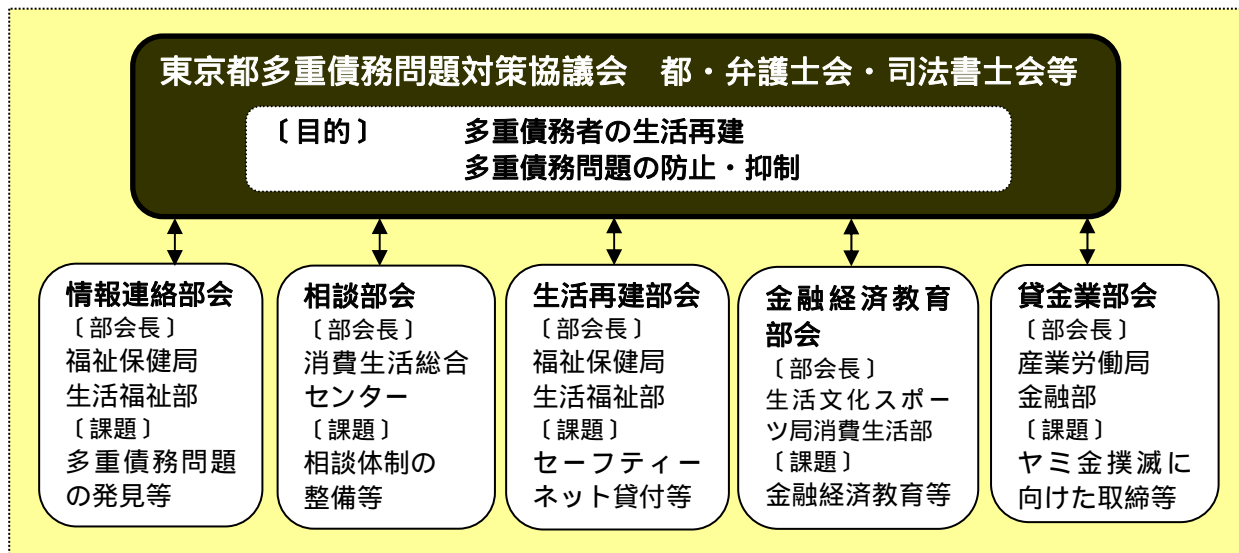 東京都多重債務問題対策協議会　都・弁護士会・司法書士会等
〔目的〕　多重債務者の生活再建
多重債務問題の防止・抑制
情報連絡部会
〔部会長〕
福祉保健局
生活福祉部
〔課題〕
多重債務問題
の発見等
相談部会
〔部会長〕
消費生活総合
センター
〔課題〕
相談体制の
整備等
生活再建部会
〔部会長〕
福祉保健局
生活福祉部
〔課題〕
セーフティー
ネット貸付等
金融経済教育
部会
〔部会長〕
生活文化スポー
ツ局消費生活部
〔課題〕
金融経済教育等
貸金業部会
〔部会長〕
産業労働局
金融部
〔課題〕
ヤミ金撲滅に
向けた取締等